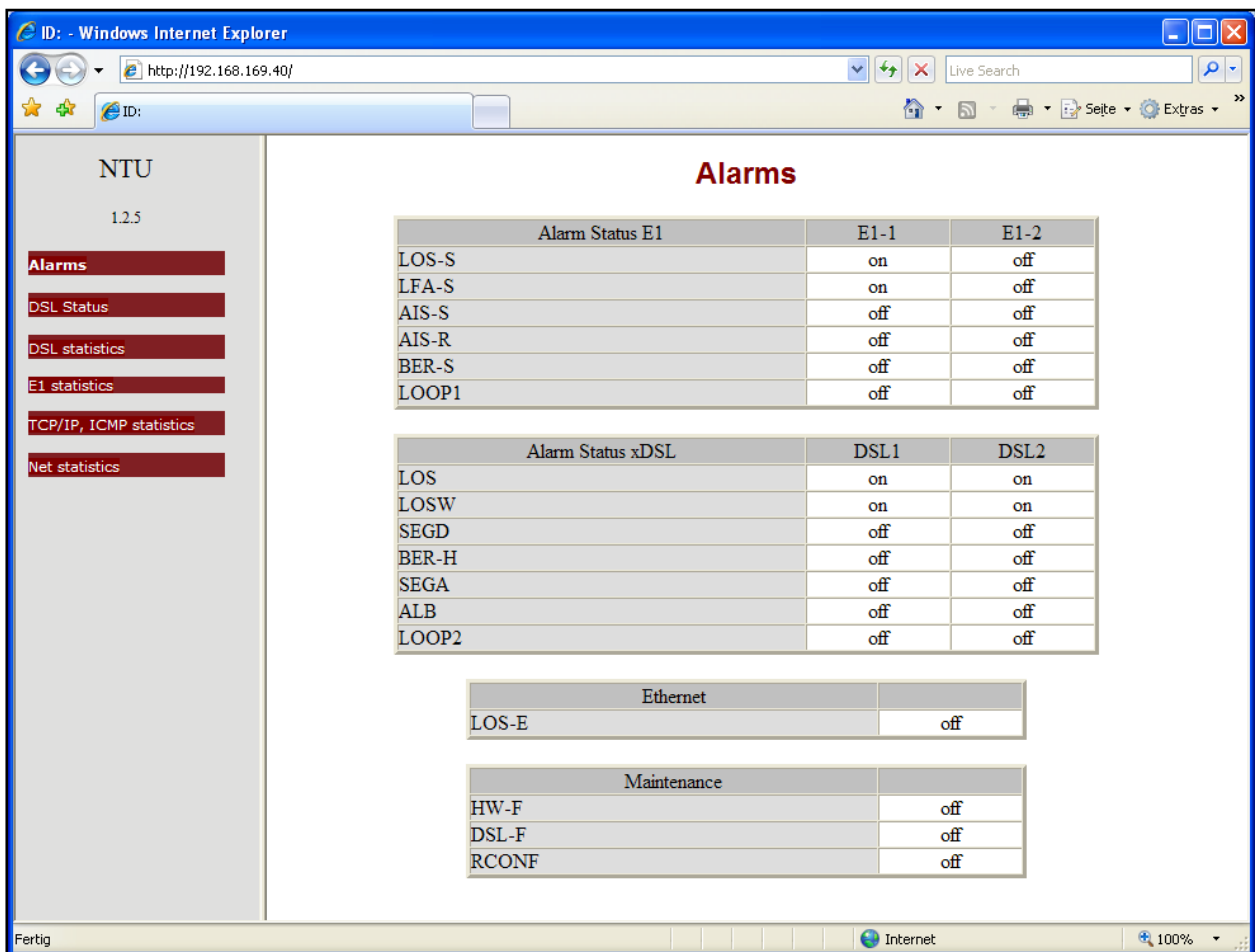 ID: - Windows Internet Explorer
http://192.168.169.40/
Live Search
ID:
Seite
Extras
»
NTU
1.2.5
Alarms
DSL Status
DSL statistics
E1 statistics
TCP/IP, ICMP statistics
Net statistics
Alarms
Alarm Status E1 E1-1 E1-2
LOS-S on off
LFA-S on off
AIS-S off off
AIS-R off off
BER-S off off
LOOP1 off off
Alarm Status xDSL DSL1 DSL2
LOS on on
LOSW on on
SEGD off off
BER-H off off
SEGA off off
ALB off off
LOOP2 off off
Ethernet
LOS-E off
Maintenance
HW-F off
DSL-F off
RCONF off
Fertig
Internet
100%